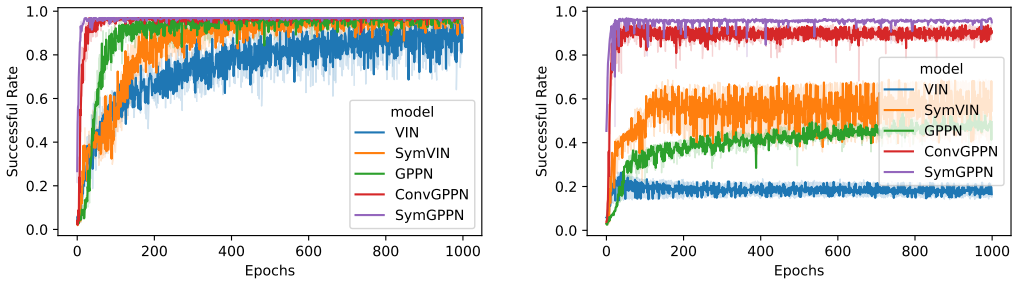 1.0
0.8
0.6
0.4
0.2
0.0
Successful Rate
0 200 400 600 800 1000
Epochs
model
VIN
SymVIN
GPPN
ConvGPPN
SymGPPN
1.0
0.8
0.6
0.4
0.2
0.0
Successful Rate
0 200 400 600 800 1000
Epochs
model
VIN
SymVIN
GPPN
ConvGPPN
SymGPPN